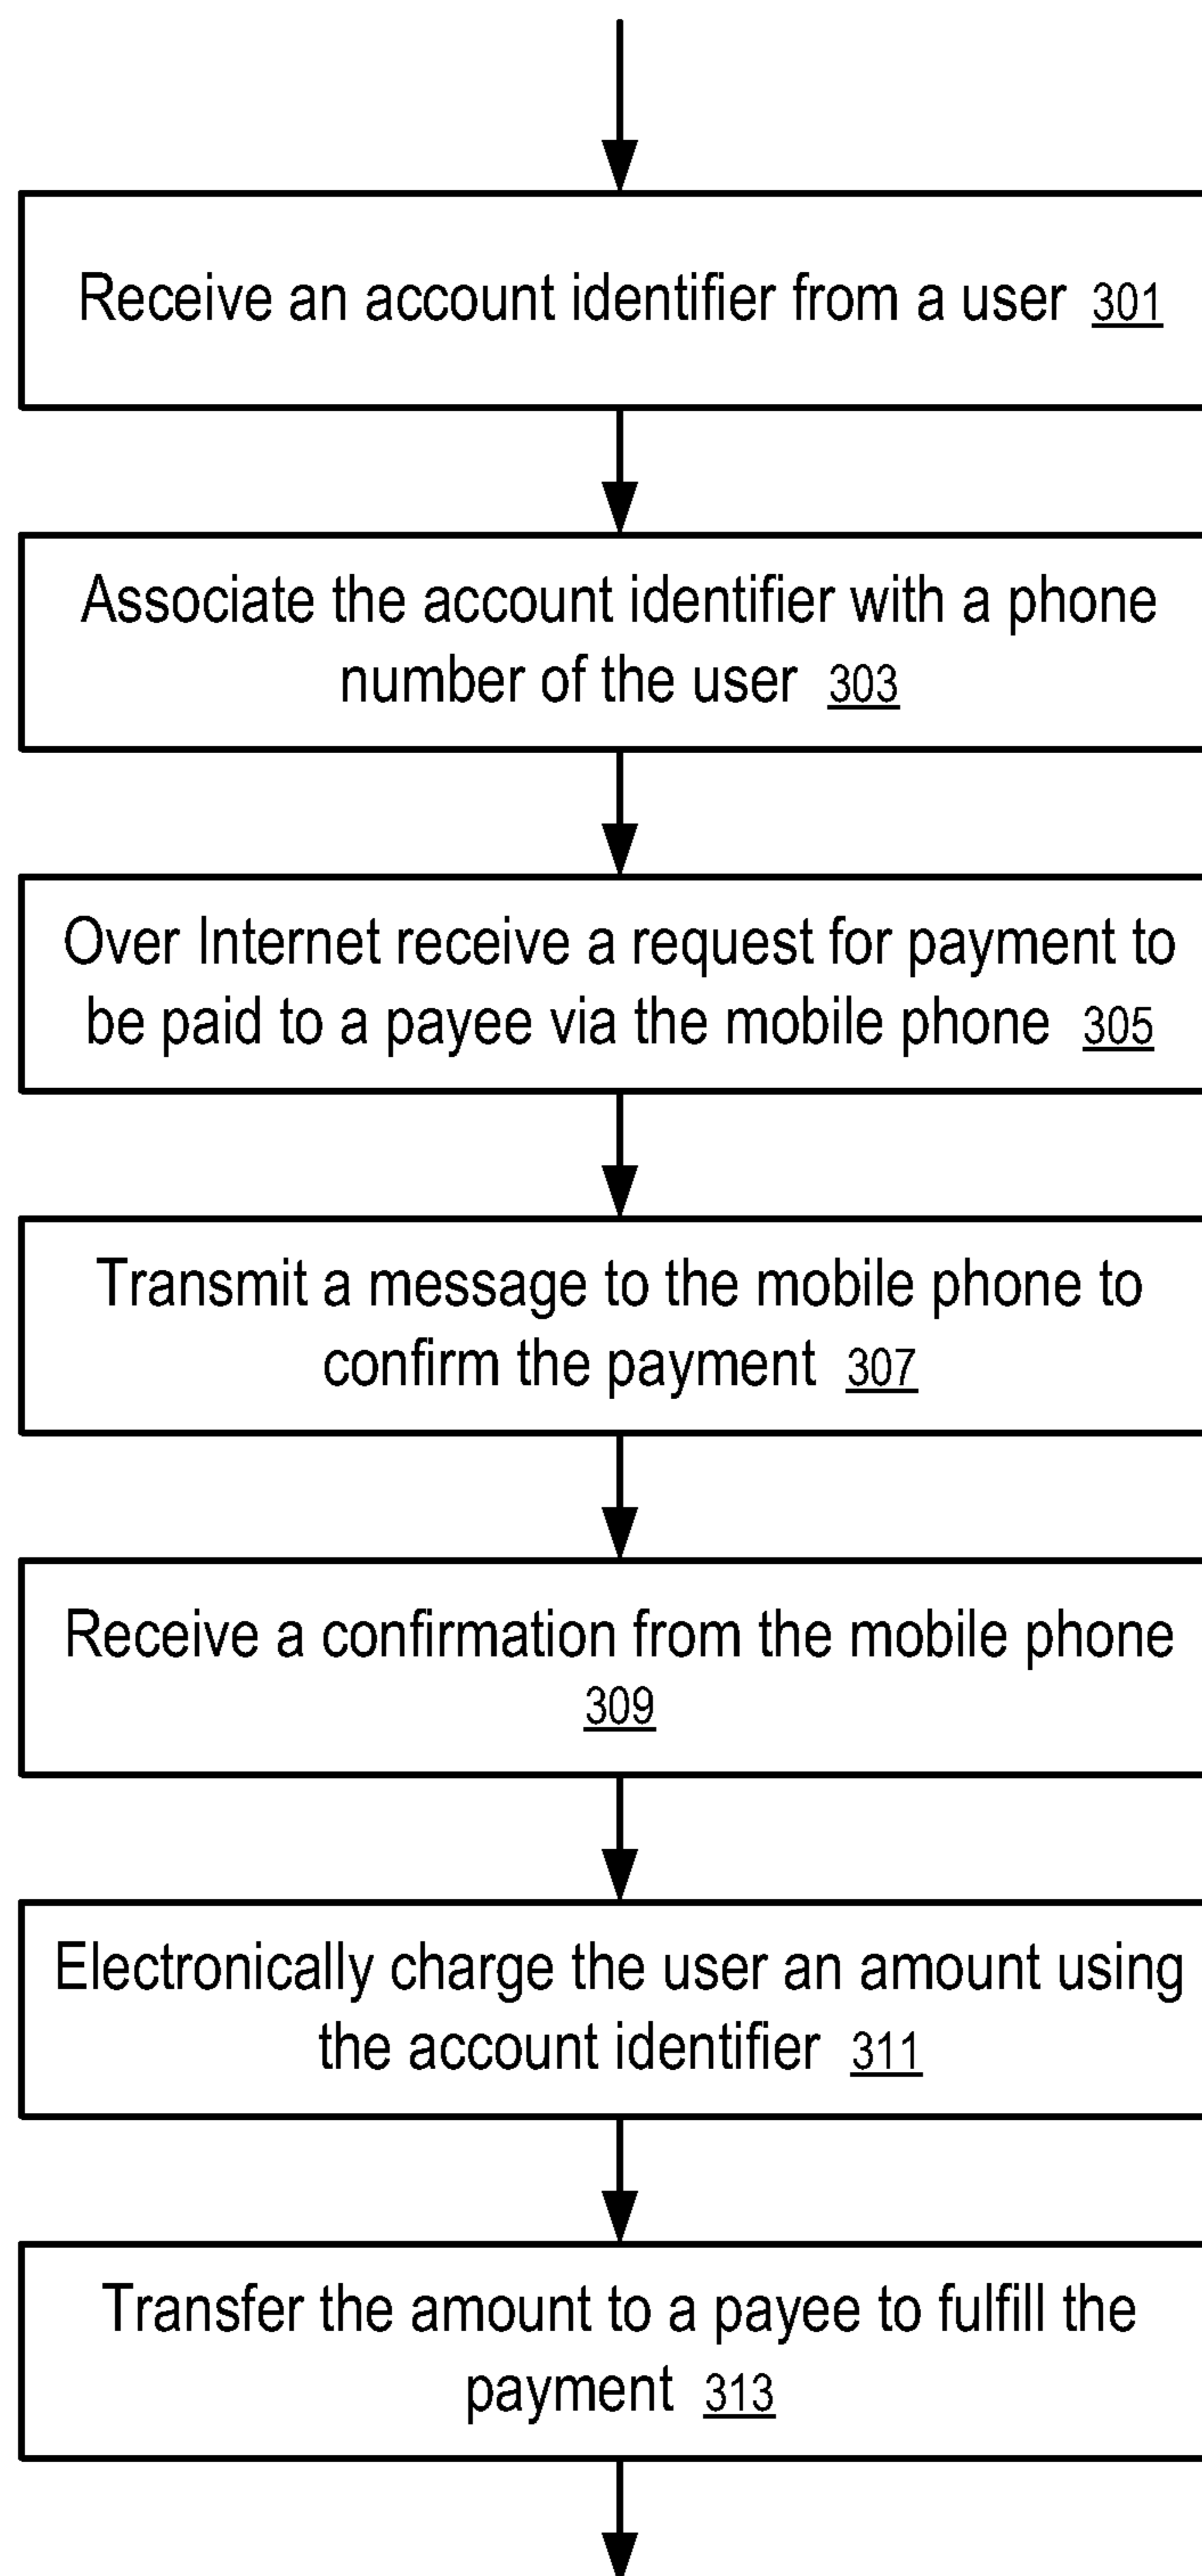 Receive an account identifier from a user 301
Associate the account identifier with a phone
number of the user 303
Over Internet receive a request for payment to
be paid to a payee via the mobile phone 305
Transmit a message to the mobile phone to
confirm the payment 307
Receive a confirmation from the mobile phone
309
Electronically charge the user an amount using
the account identifier 311
Transfer the amount to a payee to fulfill the
payment 313